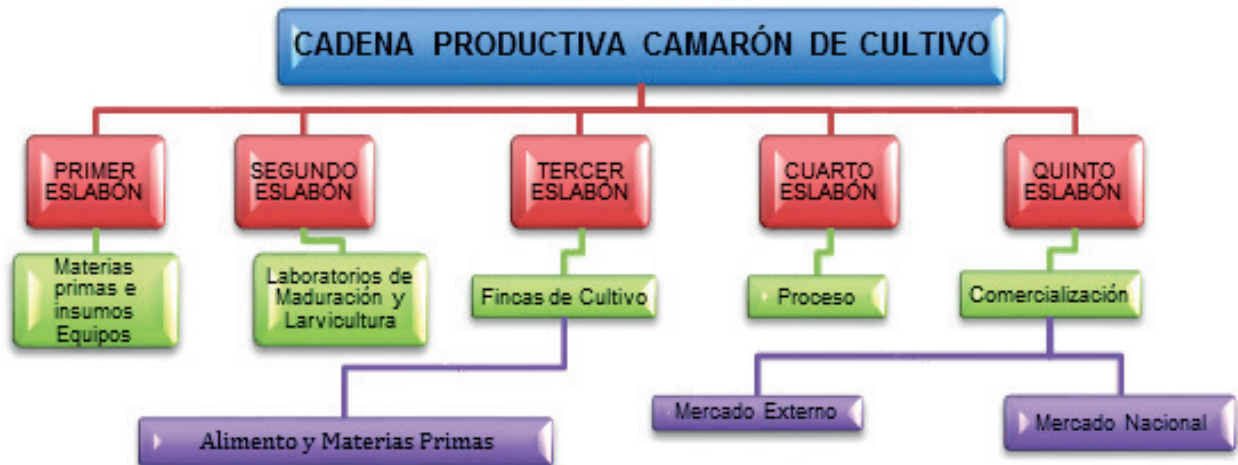 CADENA PRODUCTIVA CAMARÓN DE CULTIVO
PRIMER
ESLABÓN
SEGUNDO
ESLABÓN
TERCER
ESLABÓN
CUARTO
ESLABÓN
QUINTO
ESLABÓN
Materias
primas e
insumos
Equipos
Laboratorios de
Maduración y
Larvicultura
Fincas de Cultivo
Proceso
Comercialización
Alimento y Materias Primas
Mercado Externo
Mercado Nacional